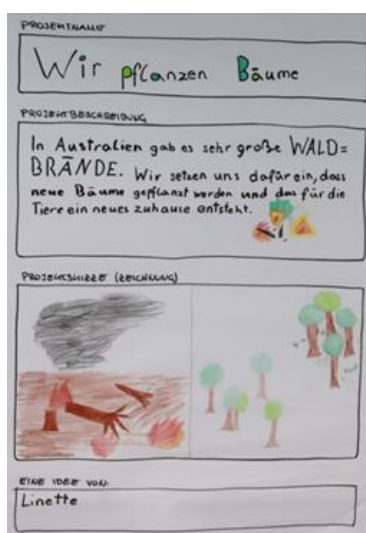 PROJEKTNAME
Wir pflanzen Bäume
PROJEKTBESCHREIBUNG
In Australien gab es sehr große WALD=
BRÄNDE. Wir setzen uns dafür ein, dass
neue Bäume gepflanzt werden und das für die
Tiere ein neues zuhause entsteht.
PROJEKTSKIZZE (ZEICHNUNG)
EINE IDEE VON:
Linette